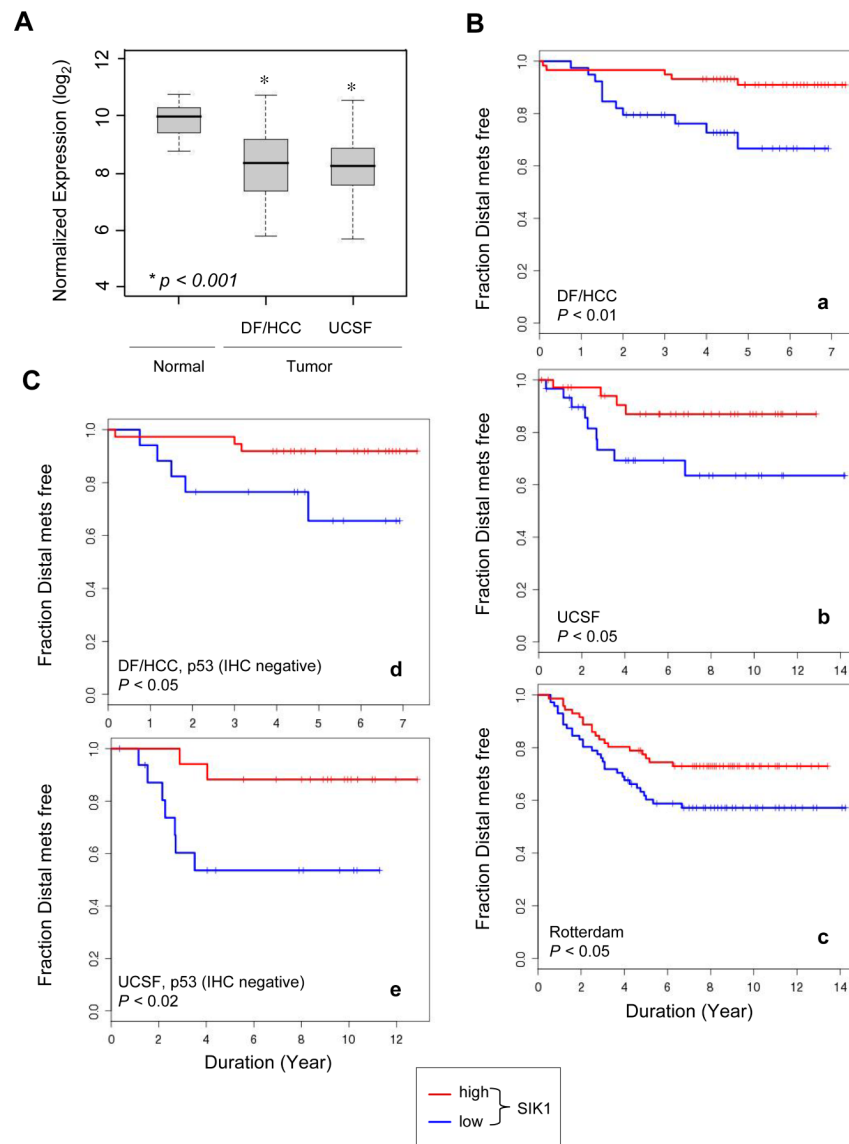 A
Normalized Expression (log2)
12
10
8
6
4
*
*
* p < 0.001
DF/HCC
UCSF
Normal
Tumor
B
Fraction Distal mets free
1.0
0.8
0.6
0.4
0.2
0.0
DF/HCC
P < 0.01
a
0 1 2 3 4 5 6 7
Fraction Distal mets free
1.0
0.8
0.6
0.4
0.2
0.0
UCSF
P < 0.05
b
0 2 4 6 8 10 12 14
Fraction Distal mets free
1.0
0.8
0.6
0.4
0.2
0.0
Rotterdam
P < 0.05
c
0 2 4 6 8 10 12 14
Duration (Year)
C
Fraction Distal mets free
1.0
0.8
0.6
0.4
0.2
0.0
DF/HCC, p53 (IHC negative)
P < 0.05
d
0 1 2 3 4 5 6 7
Fraction Distal mets free
1.0
0.8
0.6
0.4
0.2
0.0
UCSF, p53 (IHC negative)
P < 0.02
e
0 2 4 6 8 10 12
Duration (Year)
high
low
SIK1